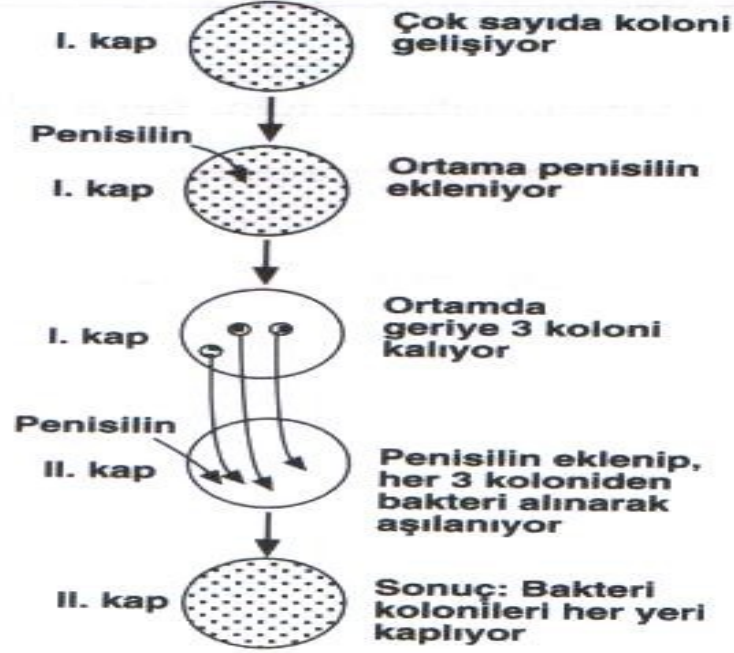 I. kap
Çok sayıda koloni
gelişiyor
Penisilin
I. kap
Ortama penisilin
ekleniyor
I. kap
Ortamda
geriye 3 koloni
kalıyor
Penisilin
II. kap
Penisilin eklenip,
her 3 koloniden
bakteri alınarak
aşılanıyor
II. kap
Sonuç: Bakteri
kolonileri her yeri
kaplıyor